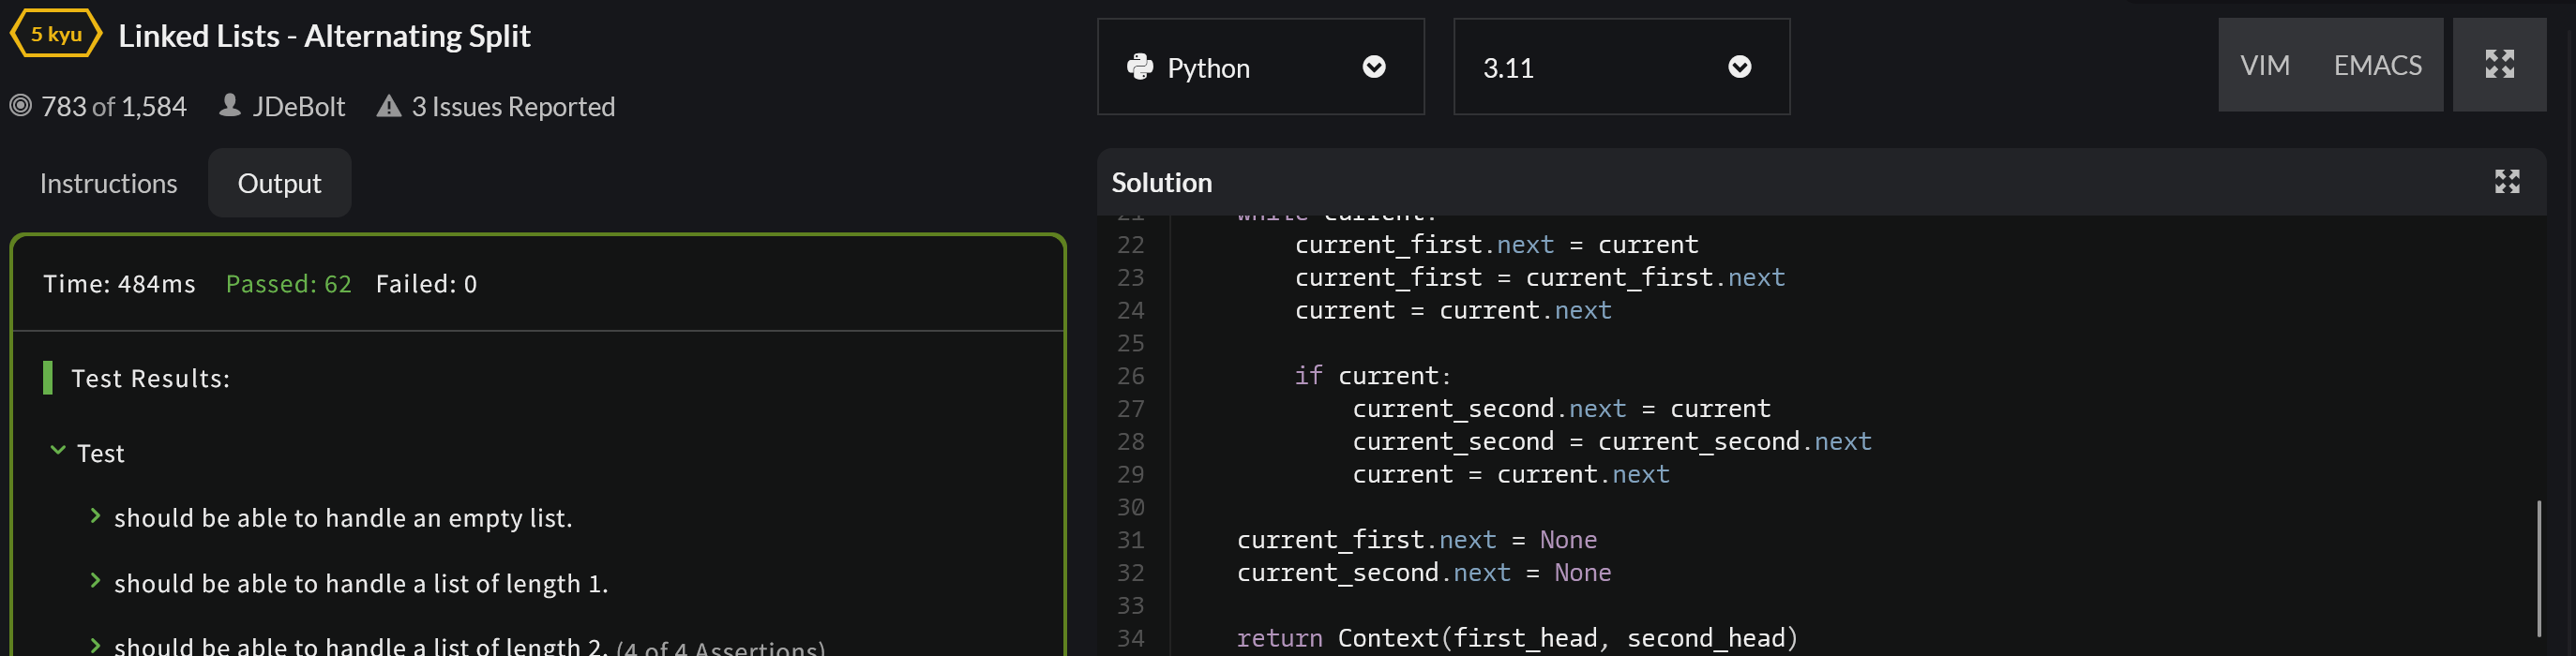 5 kyu Linked Lists - Alternating Split
783 of 1,584 JDeBolt 3 Issues Reported
Instructions Output
Time: 484ms Passed: 62 Failed: 0
Test Results:
Test
should be able to handle an empty list.
should be able to handle a list of length 1.
should be able to handle a list of length 2. (4 of 4 Assertions)
Python 3.11 VIM EMACS
Solution
21 while current:
22 current_first.next = current
23 current_first = current_first.next
24 current = current.next
25
26 if current:
27 current_second.next = current
28 current_second = current_second.next
29 current = current.next
30
31 current_first.next = None
32 current_second.next = None
33
34 return Context(first_head, second_head)